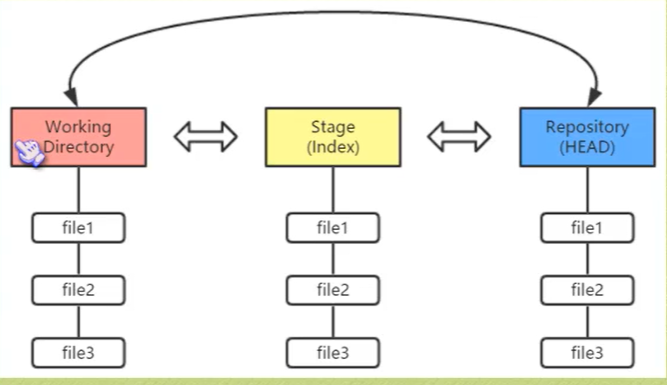 Working
Directory
Stage
(Index)
Repository
(HEAD)
file1
file1
file1
file2
file2
file2
file3
file3
file3